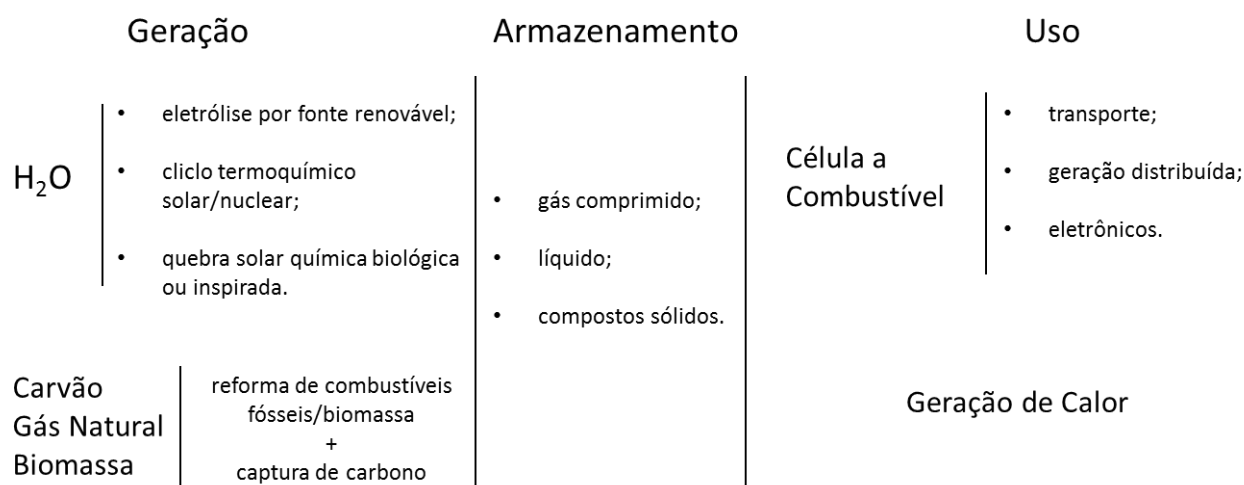 Geração
Armazenamento
Uso
H₂O
• eletrólise por fonte renovável;
• cliclo termoquímico
solar/nuclear;
• quebra solar química biológica
ou inspirada.
Carvão
Gás Natural
Biomassa
reforma de combustíveis
fósseis/biomassa
+
captura de carbono
• gás comprimido;
• líquido;
• compostos sólidos.
Célula a
Combustível
• transporte;
• geração distribuída;
• eletrônicos.
Geração de Calor